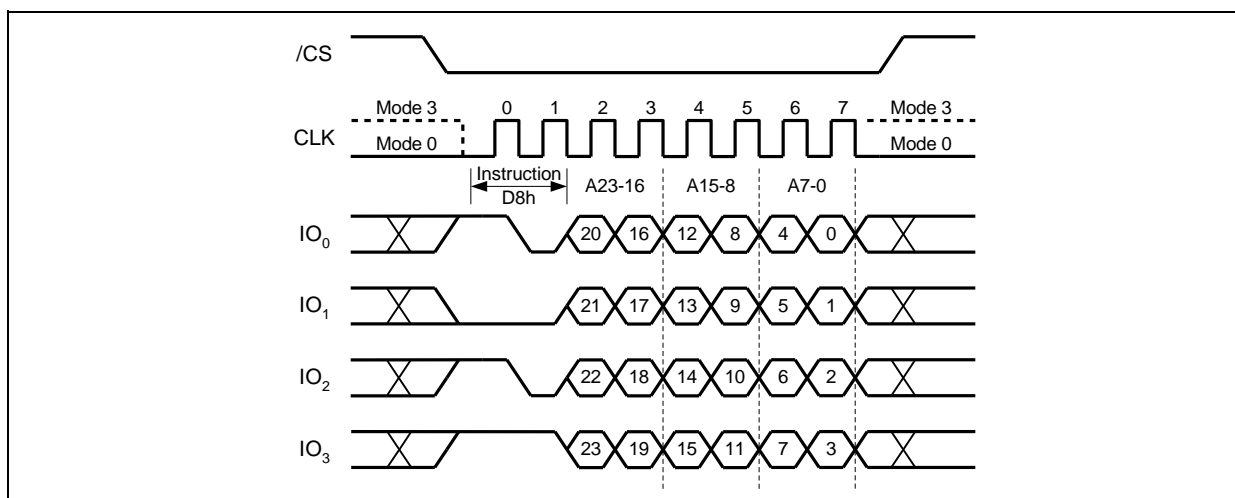 /CS
Mode 3 0 1 2 3 4 5 6 7 Mode 3
CLK
Mode 0 Mode 0
Instruction
D8h
A23-16 A15-8 A7-0
IO0 20 16 12 8 4 0
IO1 21 17 13 9 5 1
IO2 22 18 14 10 6 2
IO3 23 19 15 11 7 3